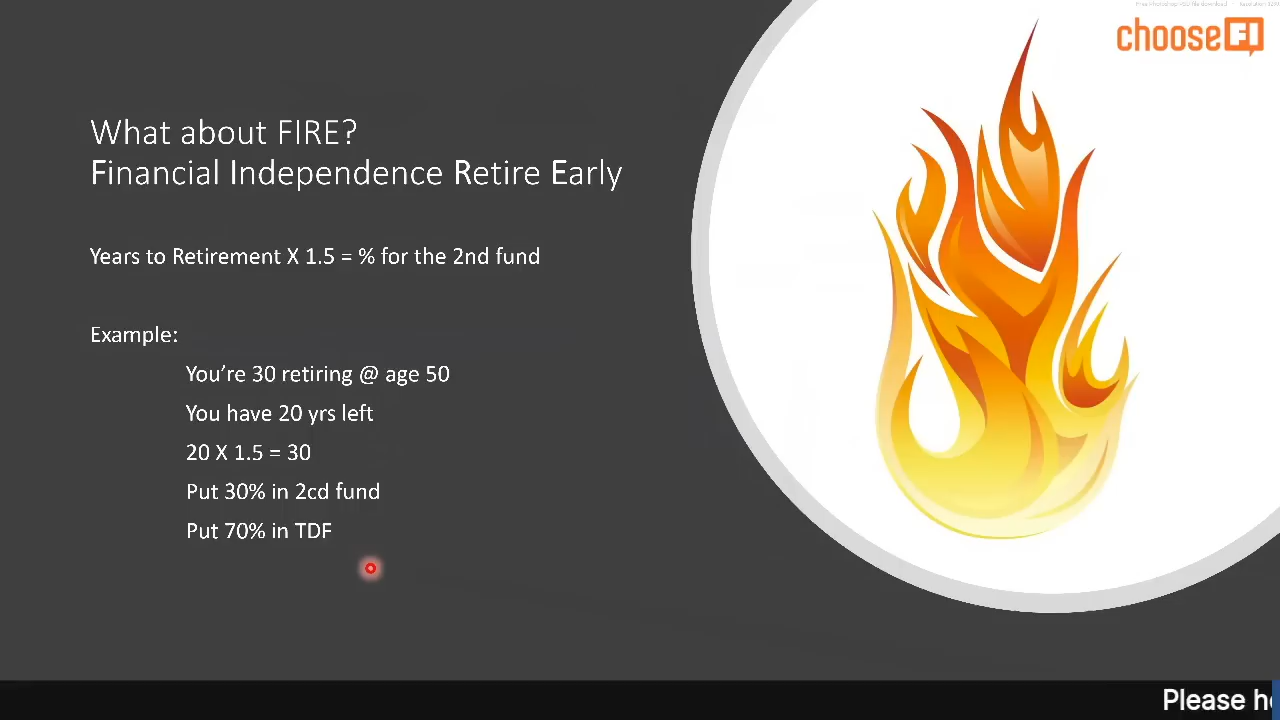 chooseFI
What about FIRE?
Financial Independence Retire Early
Years to Retirement X 1.5 = % for the 2nd fund
Example:
You’re 30 retiring @ age 50
You have 20 yrs left
20 X 1.5 = 30
Put 30% in 2cd fund
Put 70% in TDF
Please